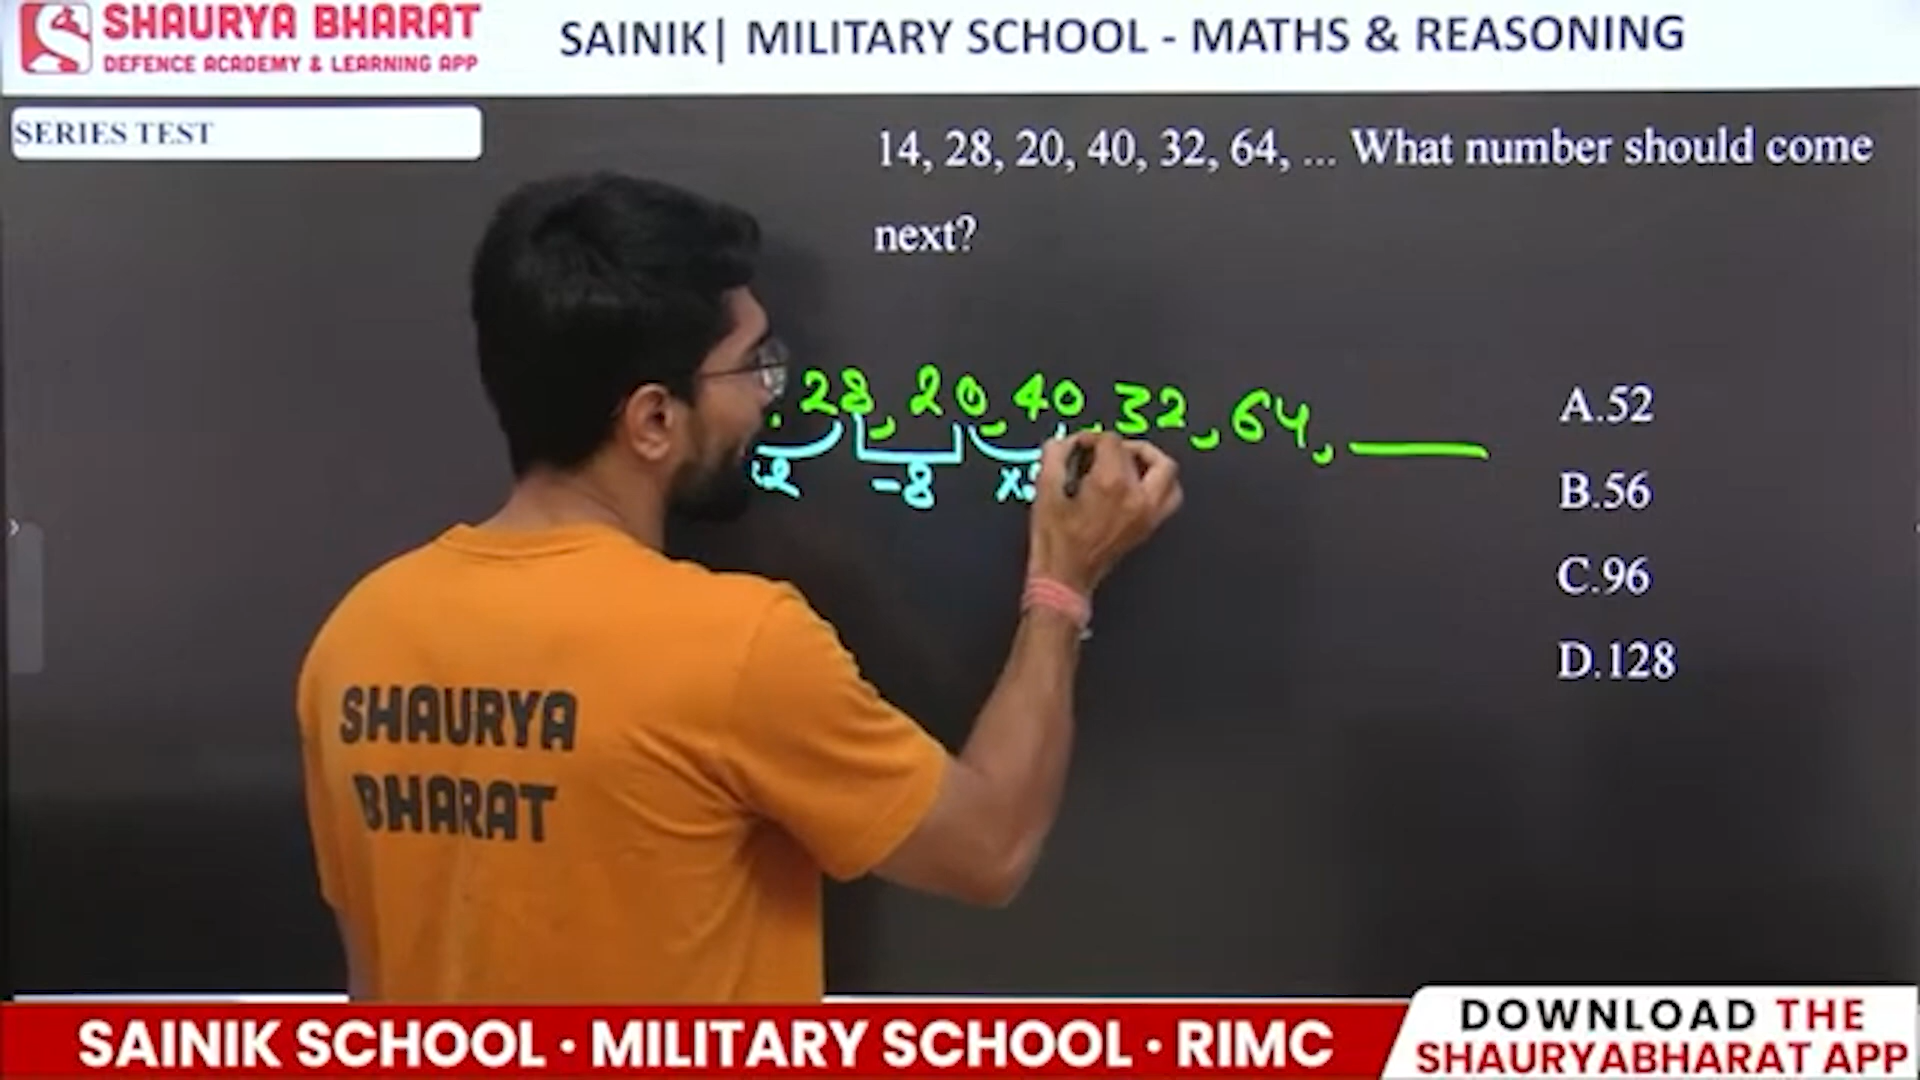 SHAURYA BHARAT
DEFENCE ACADEMY & LEARNING APP
SAINIK| MILITARY SCHOOL - MATHS & REASONING
SERIES TEST
14, 28, 20, 40, 32, 64, ... What number should come
next?
28, 20, 40, 32, 64, ___
-8
A.52
B.56
C.96
D.128
SHAURYA
BHARAT
SAINIK SCHOOL · MILITARY SCHOOL · RIMC
DOWNLOAD THE
SHAURYABHARAT APP